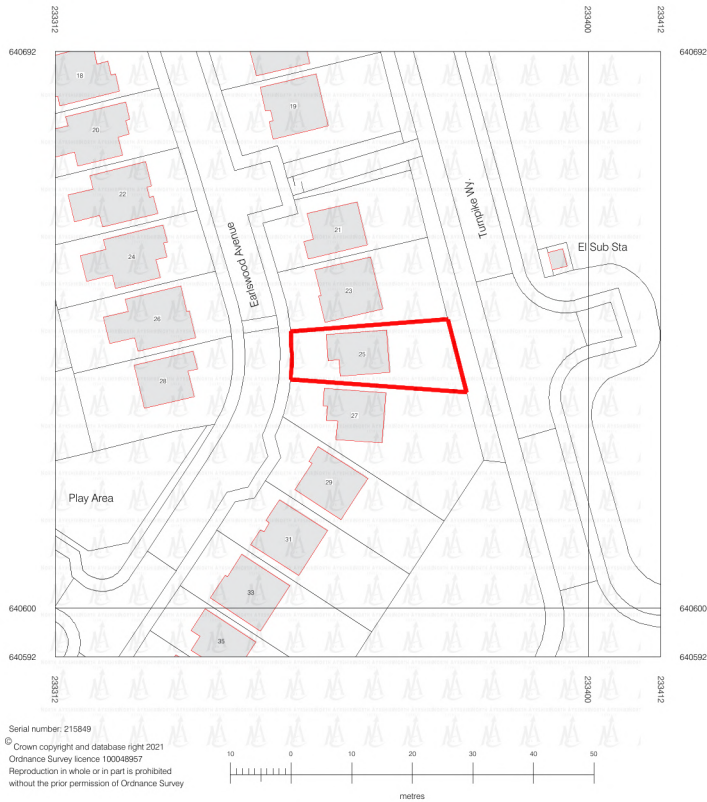 233312
233400
233412
640692
640692
18
19
20
22
Turnpike Wy.
21
Earlswood Avenue
El Sub Sta
24
23
26
25
28
27
29
Play Area
31
33
640600
640600
35
640592
640592
233312
233400
233412
Serial number: 215849
© Crown copyright and database right 2021
Ordnance Survey licence 100048957
Reproduction in whole or in part is prohibited
without the prior permission of Ordnance Survey
10 0 10 20 30 40 50
metres